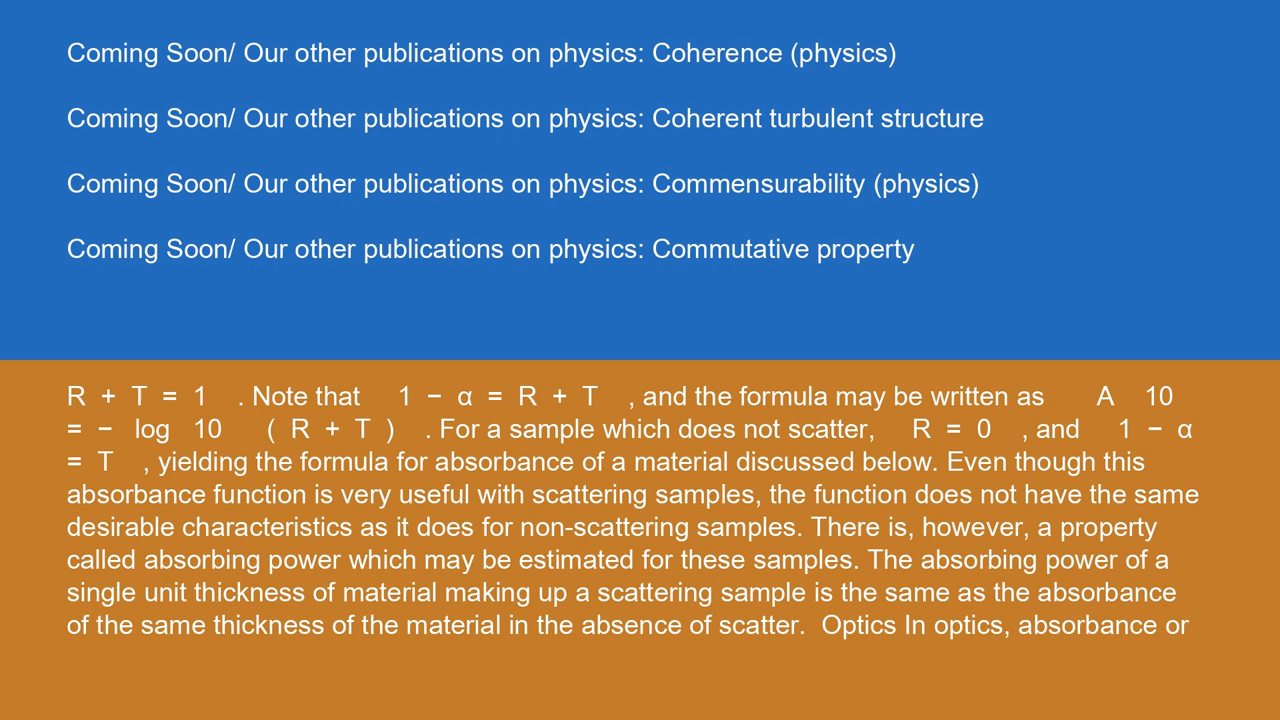 Coming Soon/ Our other publications on physics: Coherence (physics)
Coming Soon/ Our other publications on physics: Coherent turbulent structure
Coming Soon/ Our other publications on physics: Commensurability (physics)
Coming Soon/ Our other publications on physics: Commutative property
R + T = 1 . Note that 1 − α = R + T , and the formula may be written as A 10
= − log 10 ( R + T ) . For a sample which does not scatter, R = 0 , and 1 − α
= T , yielding the formula for absorbance of a material discussed below. Even though this
absorbance function is very useful with scattering samples, the function does not have the same
desirable characteristics as it does for non-scattering samples. There is, however, a property
called absorbing power which may be estimated for these samples. The absorbing power of a
single unit thickness of material making up a scattering sample is the same as the absorbance
of the same thickness of the material in the absence of scatter. Optics In optics, absorbance or